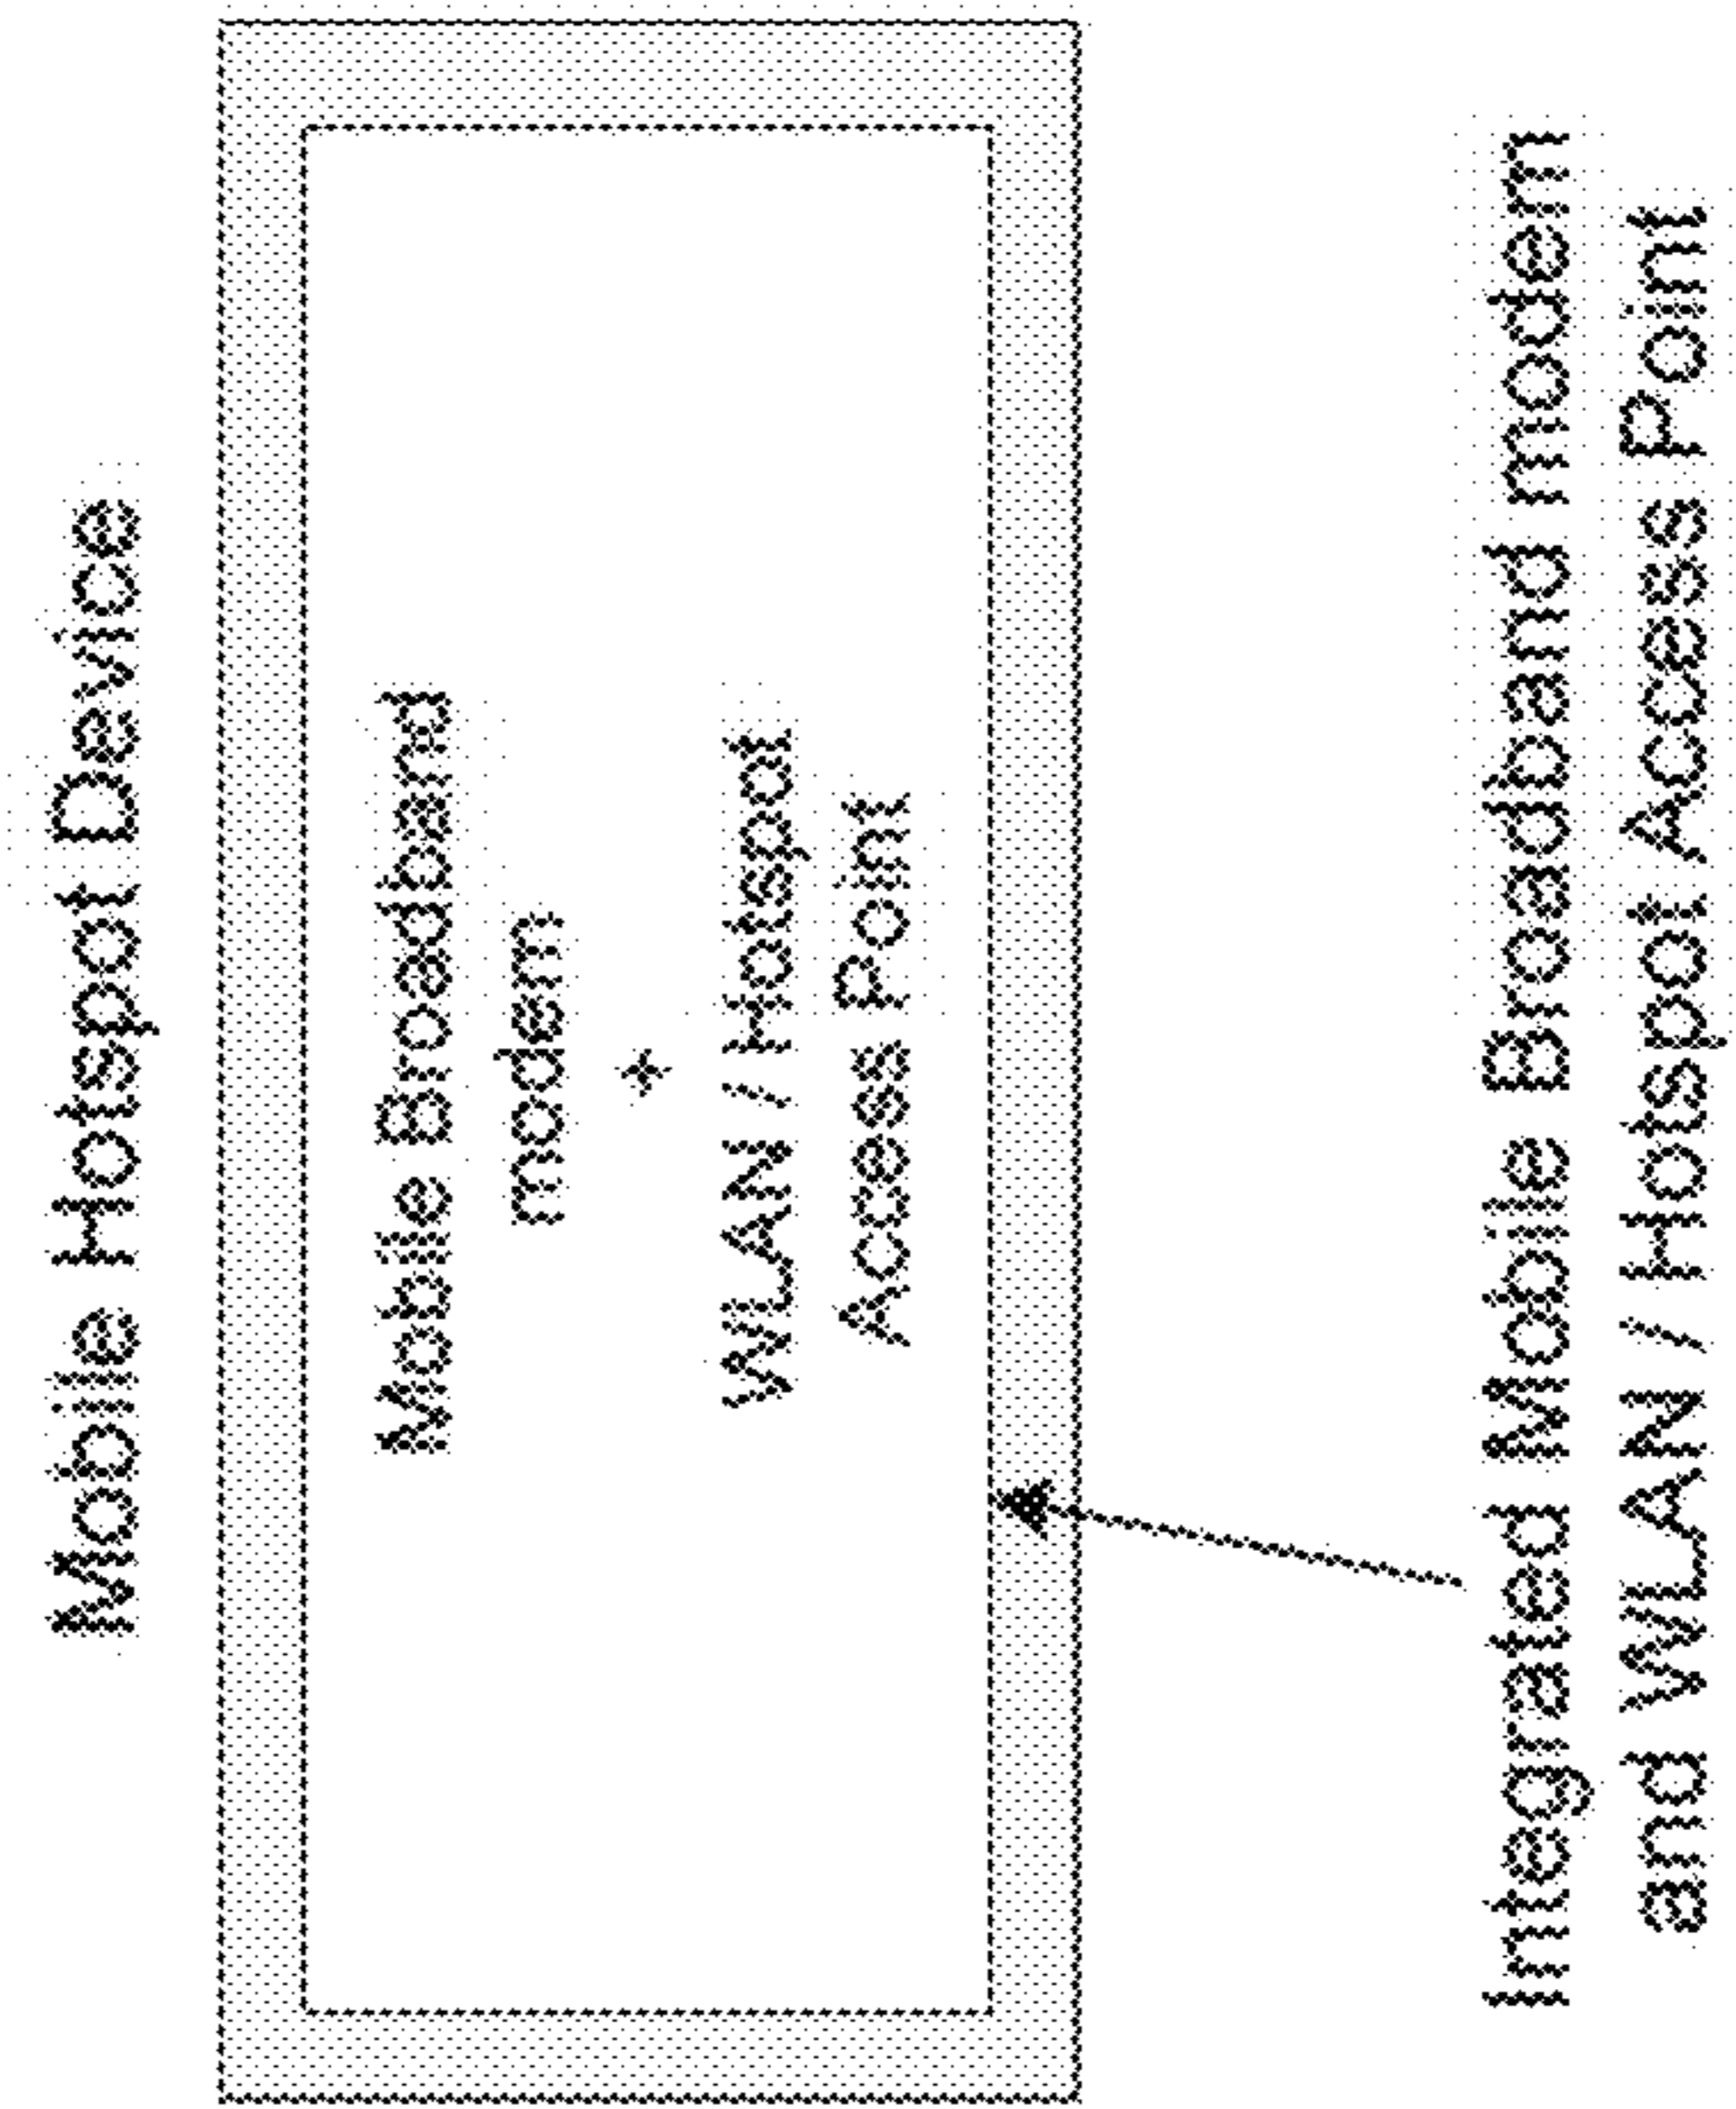 Mobile Hotspot Device
Mobile Broadband
modem
+
WLAN / Hotspot
Access Point
Integrated Mobile Broadband modem
and WLAN / Hotspot Access Point